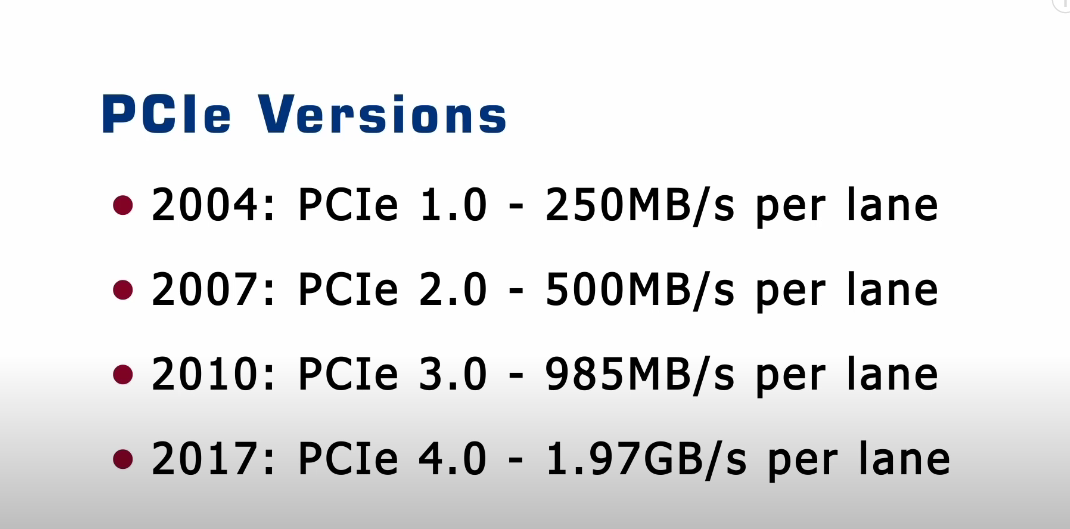 PCIe Versions
• 2004: PCIe 1.0 - 250MB/s per lane
• 2007: PCIe 2.0 - 500MB/s per lane
• 2010: PCIe 3.0 - 985MB/s per lane
• 2017: PCIe 4.0 - 1.97GB/s per lane